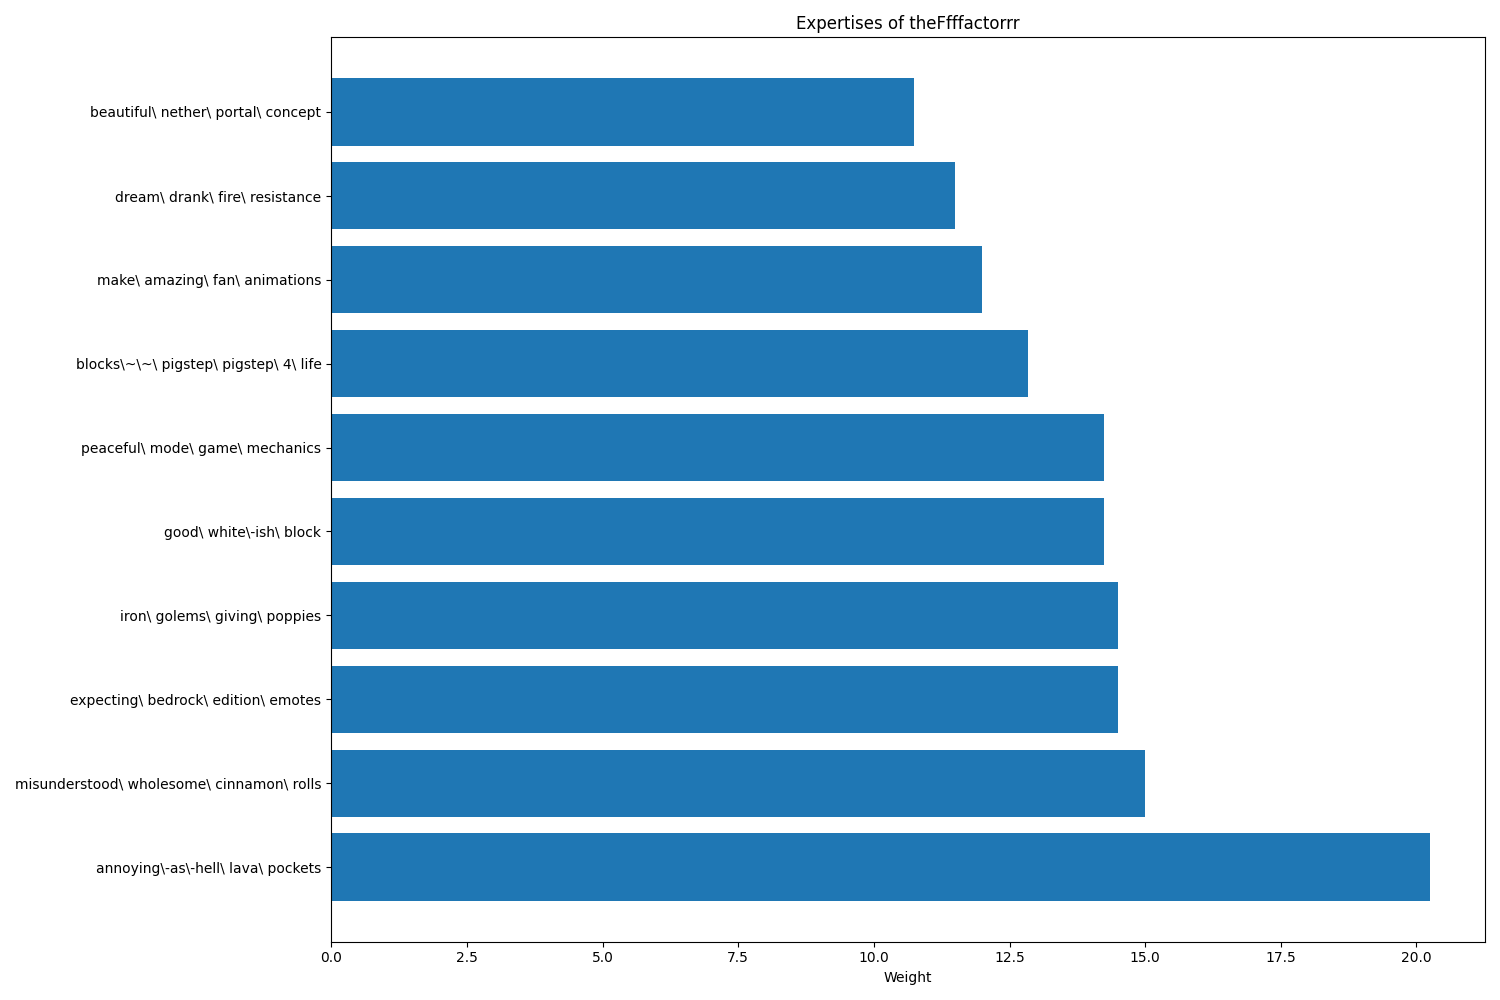 Expertises of theFfffactorrr
beautiful\ nether\ portal\ concept
dream\ drank\ fire\ resistance
make\ amazing\ fan\ animations
blocks\~\~\ pigstep\ pigstep\ 4\ life
peaceful\ mode\ game\ mechanics
good\ white\-ish\ block
iron\ golems\ giving\ poppies
expecting\ bedrock\ edition\ emotes
misunderstood\ wholesome\ cinnamon\ rolls
annoying\-as\-hell\ lava\ pockets
0.0 2.5 5.0 7.5 10.0 12.5 15.0 17.5 20.0
Weight